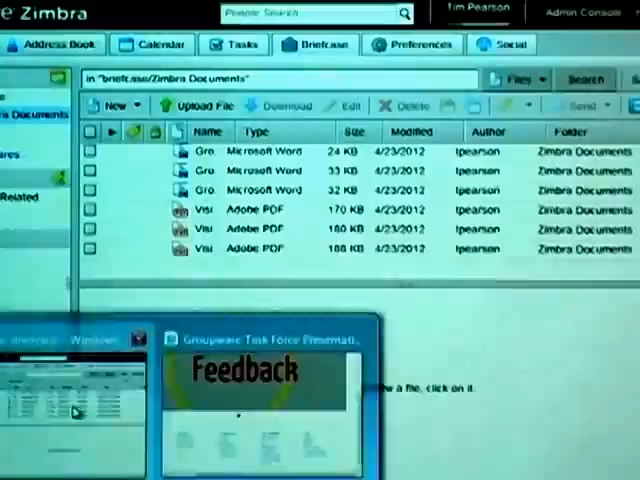 Zimbra People Search Tim Pearson Admin Console
Address Book Calendar Tasks Briefcase Preferences Social
in "briefcase/Zimbra Documents" Files Search
New Upload File Download Edit Delete Send
Name Type Size Modified Author Folder
a Documents Gro Microsoft Word 24 KB 4/23/2012 tpearson Zimbra Documents
Gro Microsoft Word 33 KB 4/23/2012 tpearson Zimbra Documents
Related Gro Microsoft Word 32 KB 4/23/2012 tpearson Zimbra Documents
Visi Adobe PDF 170 KB 4/23/2012 tpearson Zimbra Documents
Visi Adobe PDF 180 KB 4/23/2012 tpearson Zimbra Documents
Visi Adobe PDF 188 KB 4/23/2012 tpearson Zimbra Documents
Windows Groupware Task Force Presentati...
Feedback
w a file, click on it.